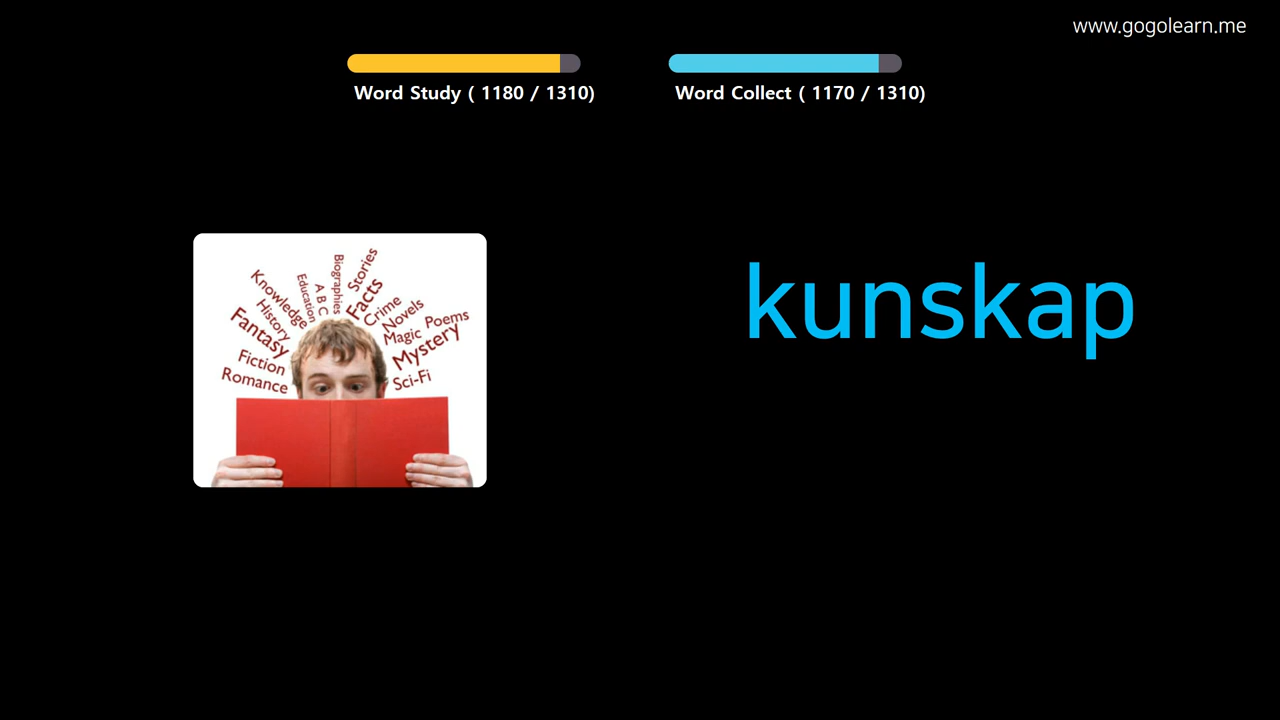 www.gogolearn.me
Word Study ( 1180 / 1310)
Word Collect ( 1170 / 1310)
kunskap
Knowledge
History
Fantasy
Fiction
Romance
Education
A B C
Biographies
Stories
Facts
Crime
Novels
Magic
Poems
Mystery
Sci-Fi